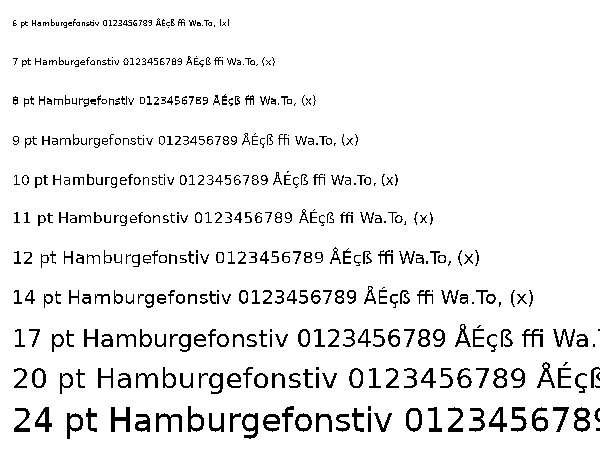 6 pt Hamburgefonstiv 0123456789 ÅÉçß ffi Wa.To, (x)
7 pt Hamburgefonstiv 0123456789 ÅÉçß ffi Wa.To, (x)
8 pt Hamburgefonstiv 0123456789 ÅÉçß ffi Wa.To, (x)
9 pt Hamburgefonstiv 0123456789 ÅÉçß ffi Wa.To, (x)
10 pt Hamburgefonstiv 0123456789 ÅÉçß ffi Wa.To, (x)
11 pt Hamburgefonstiv 0123456789 ÅÉçß ffi Wa.To, (x)
12 pt Hamburgefonstiv 0123456789 ÅÉçß ffi Wa.To, (x)
14 pt Hamburgefonstiv 0123456789 ÅÉçß ffi Wa.To, (x)
17 pt Hamburgefonstiv 0123456789 ÅÉçß ffi Wa.
20 pt Hamburgefonstiv 0123456789 ÅÉçß
24 pt Hamburgefonstiv 0123456789